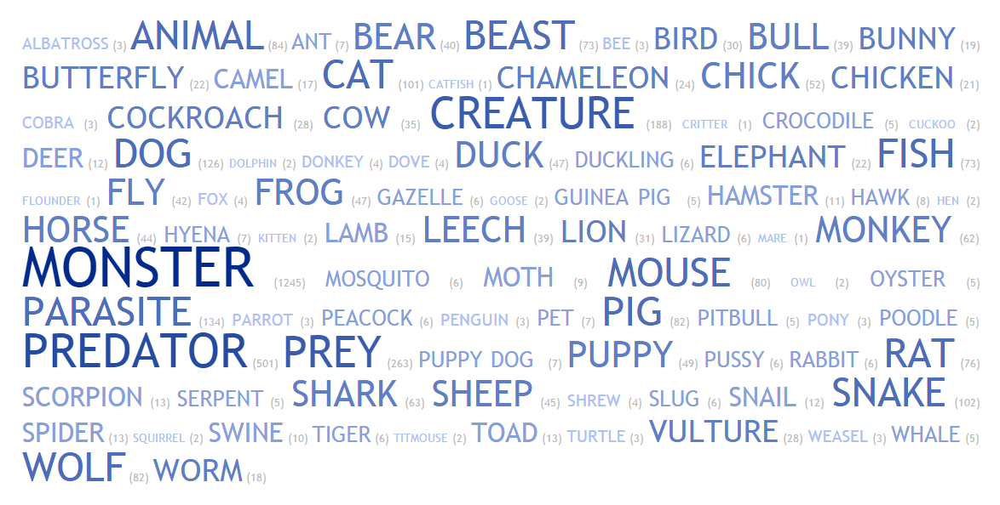 ALBATROSS (3) ANIMAL (84) ANT (7) BEAR (40) BEAST (73) BEE (3) BIRD (30) BULL (39) BUNNY (19)
BUTTERFLY (22) CAMEL (17) CAT (101) CATFISH (1) CHAMELEON (24) CHICK (52) CHICKEN (21)
COBRA (3) COCKROACH (28) COW (35) CREATURE (188) CRITTER (1) CROCODILE (5) CUCKOO (2)
DEER (12) DOG (126) DOLPHIN (2) DONKEY (4) DOVE (4) DUCK (47) DUCKLING (6) ELEPHANT (22) FISH (73)
FLOUNDER (1) FLY (42) FOX (4) FROG (47) GAZELLE (6) GOOSE (2) GUINEA PIG (5) HAMSTER (11) HAWK (8) HEN (2)
HORSE (44) HYENA (7) KITTEN (2) LAMB (15) LEECH (39) LION (31) LIZARD (6) MARE (1) MONKEY (62)
MONSTER (1245) MOSQUITO (6) MOTH (9) MOUSE (80) OWL (2) OYSTER (5)
PARASITE (134) PARROT (3) PEACOCK (6) PENGUIN (3) PET (7) PIG (82) PITBULL (5) PONY (3) POODLE (5)
PREDATOR (501) PREY (263) PUPPY DOG (7) PUPPY (49) PUSSY (6) RABBIT (6) RAT (76)
SCORPION (13) SERPENT (5) SHARK (63) SHEEP (45) SHREW (4) SLUG (6) SNAIL (12) SNAKE (102)
SPIDER (13) SQUIRREL (2) SWINE (10) TIGER (6) TITMOUSE (2) TOAD (13) TURTLE (3) VULTURE (28) WEASEL (3) WHALE (5)
WOLF (82) WORM (18)